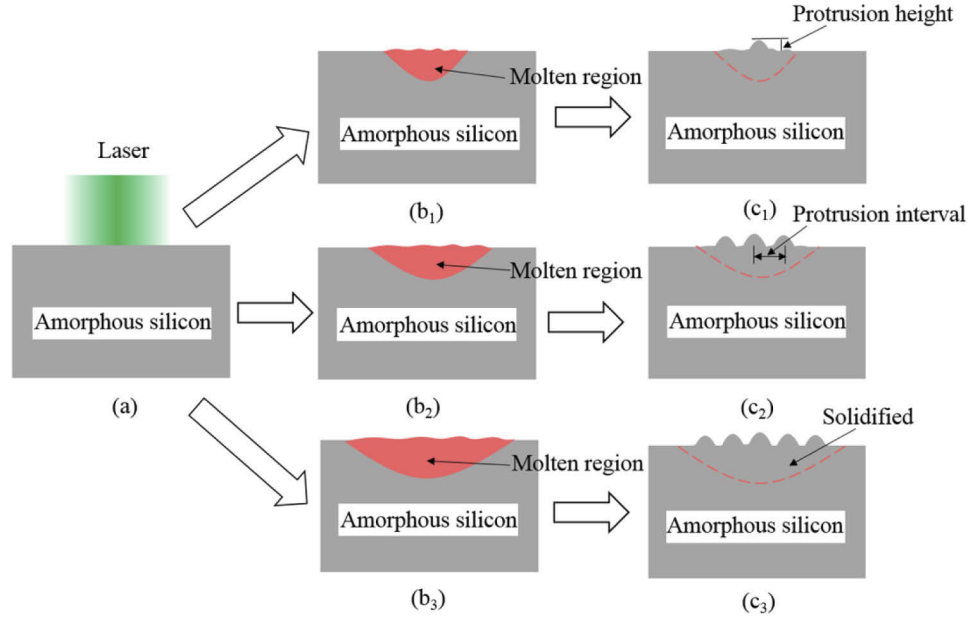 Protrusion height
Molten region
Amorphous silicon
Amorphous silicon
(b₁)
(c₁)
Laser
Protrusion interval
Molten region
Amorphous silicon
Amorphous silicon
Amorphous silicon
(a)
(b₂)
(c₂)
Solidified
Molten region
Amorphous silicon
Amorphous silicon
(b₃)
(c₃)